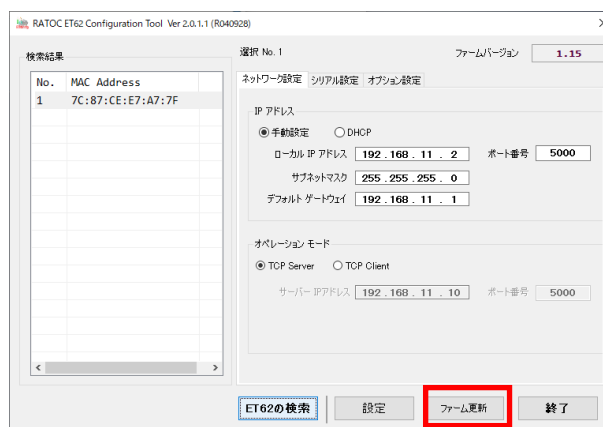 RATOC ET62 Configuration Tool Ver 2.0.1.1 (R040928)
検索結果
選択 No. 1
ファームバージョン 1.15
No. MAC Address
1 7C:87:CE:E7:A7:7F
ネットワーク設定 シリアル設定 オプション設定
IP アドレス
手動設定 DHCP
ローカル IP アドレス 192 . 168 . 11 . 2 ポート番号 5000
サブネットマスク 255 . 255 . 255 . 0
デフォルト ゲートウェイ 192 . 168 . 11 . 1
オペレーション モード
TCP Server TCP Client
サーバー IPアドレス 192 . 168 . 11 . 10 ポート番号 5000
ET62の検索 設定 ファーム更新 終了